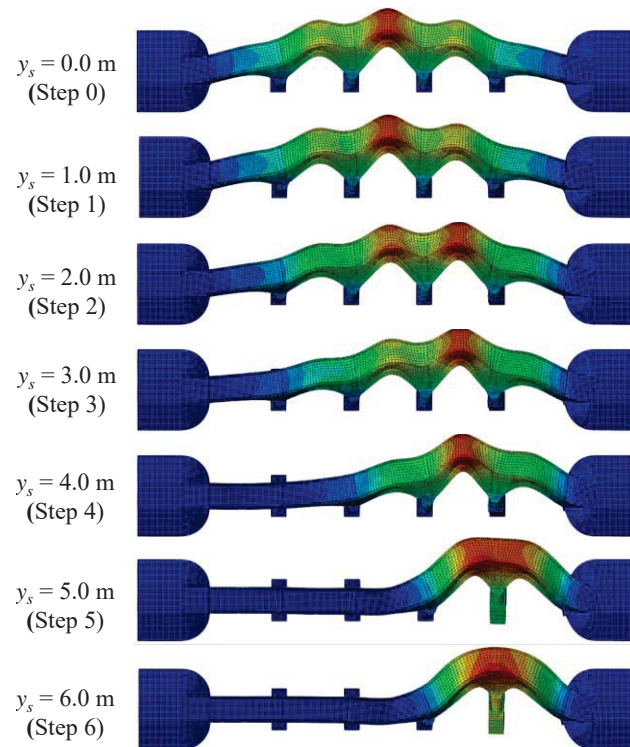 y_s = 0.0 m
(Step 0)
y_s = 1.0 m
(Step 1)
y_s = 2.0 m
(Step 2)
y_s = 3.0 m
(Step 3)
y_s = 4.0 m
(Step 4)
y_s = 5.0 m
(Step 5)
y_s = 6.0 m
(Step 6)